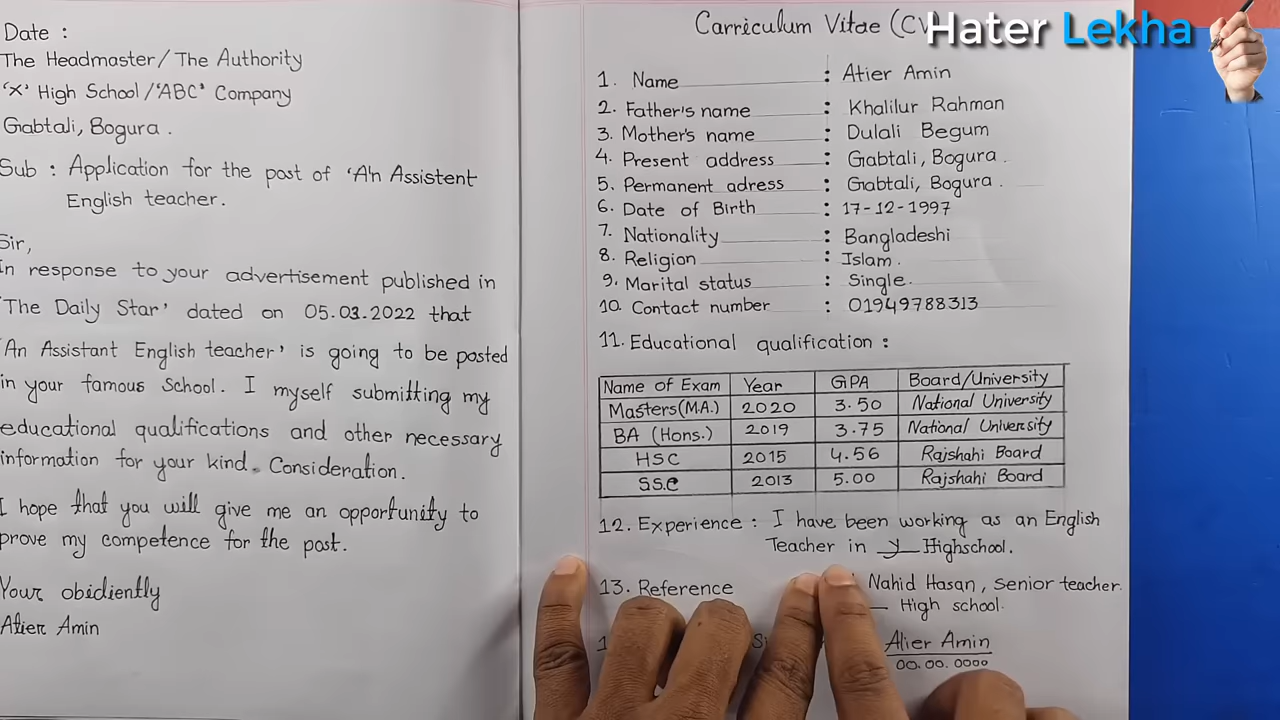 Date :
The Headmaster/The Authority
'X' High School/'ABC' Company
Gabtali, Bogura.
Sub : Application for the post of 'An Assistent
English teacher.
Sir,
In response to your advertisement published in
'The Daily Star' dated on 05.03.2022 that
'An Assistant English teacher' is going to be posted
in your famous School. I myself submitting my
educational qualifications and other necessary
information for your kind. Consideration.
I hope that you will give me an opportunity to
prove my competence for the post.
Your obidiently
Atier Amin
Carriculum Vitae (CV
Hater Lekha
1. Name : Atier Amin
2. Father's name : Khalilur Rahman
3. Mother's name : Dulali Begum
4. Present address : Gabtali, Bogura.
5. Permanent adress : Gabtali, Bogura.
6. Date of Birth : 17-12-1997
7. Nationality : Bangladeshi
8. Religion : Islam.
9. Marital status : Single.
10. Contact number : 01949788313
11. Educational qualification :
Name of Exam Year GPA Board/University
Masters(M.A.) 2020 3.50 National University
BA (Hons.) 2019 3.75 National University
HSC 2015 4.56 Rajshahi Board
S.S.C 2013 5.00 Rajshahi Board
12. Experience : I have been working as an English
Teacher in y Highschool.
13. Reference Nahid Hasan, Senior teacher.
High school.
Atier Amin
00.00.0000